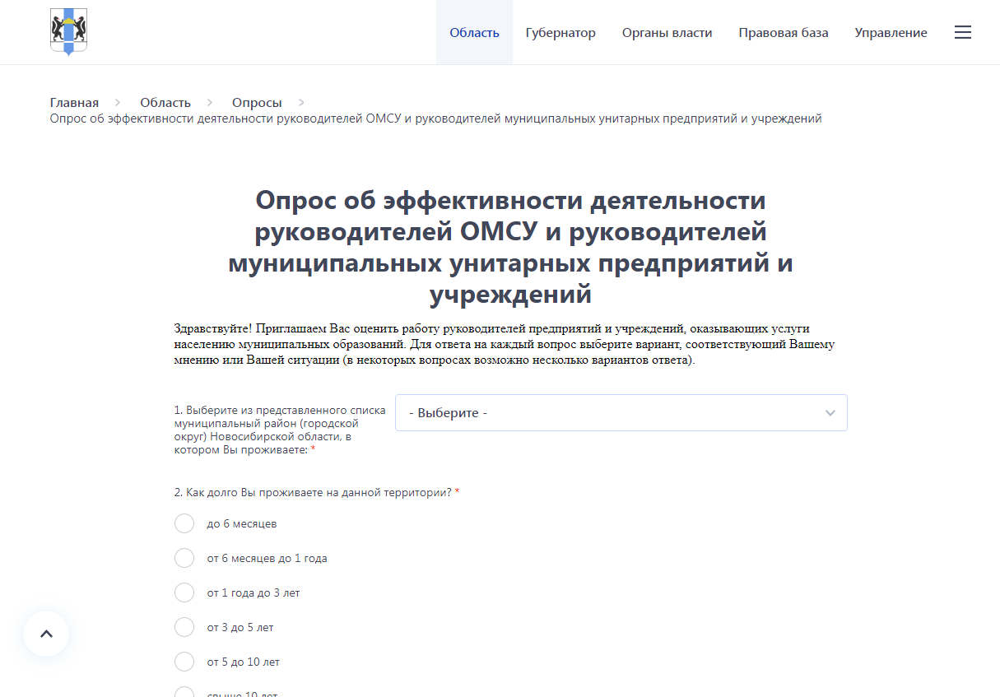 Область Губернатор Органы власти Правовая база Управление
Главная Область Опросы
Опрос об эффективности деятельности руководителей ОМСУ и руководителей муниципальных унитарных предприятий и учреждений
Опрос об эффективности деятельности
руководителей ОМСУ и руководителей
муниципальных унитарных предприятий и
учреждений
Здравствуйте! Приглашаем Вас оценить работу руководителей предприятий и учреждений, оказывающих услуги
населению муниципальных образований. Для ответа на каждый вопрос выберите вариант, соответствующий Вашему
мнению или Вашей ситуации (в некоторых вопросах возможно несколько вариантов ответа).
1. Выберите из представленного списка
муниципальный район (городской
округ) Новосибирской области, в
котором Вы проживаете: *
- Выберите -
2. Как долго Вы проживаете на данной территории? *
до 6 месяцев
от 6 месяцев до 1 года
от 1 года до 3 лет
от 3 до 5 лет
от 5 до 10 лет
свыше 10 лет